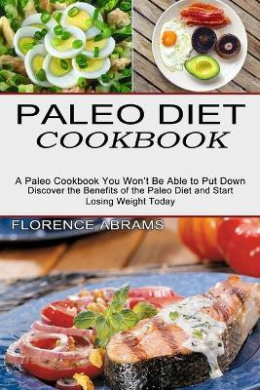 PALEO DIET
COOKBOOK
A Paleo Cookbook You Won't Be Able to Put Down
Discover the Benefits of the Paleo Diet and Start
Losing Weight Today
FLORENCE ABRAMS